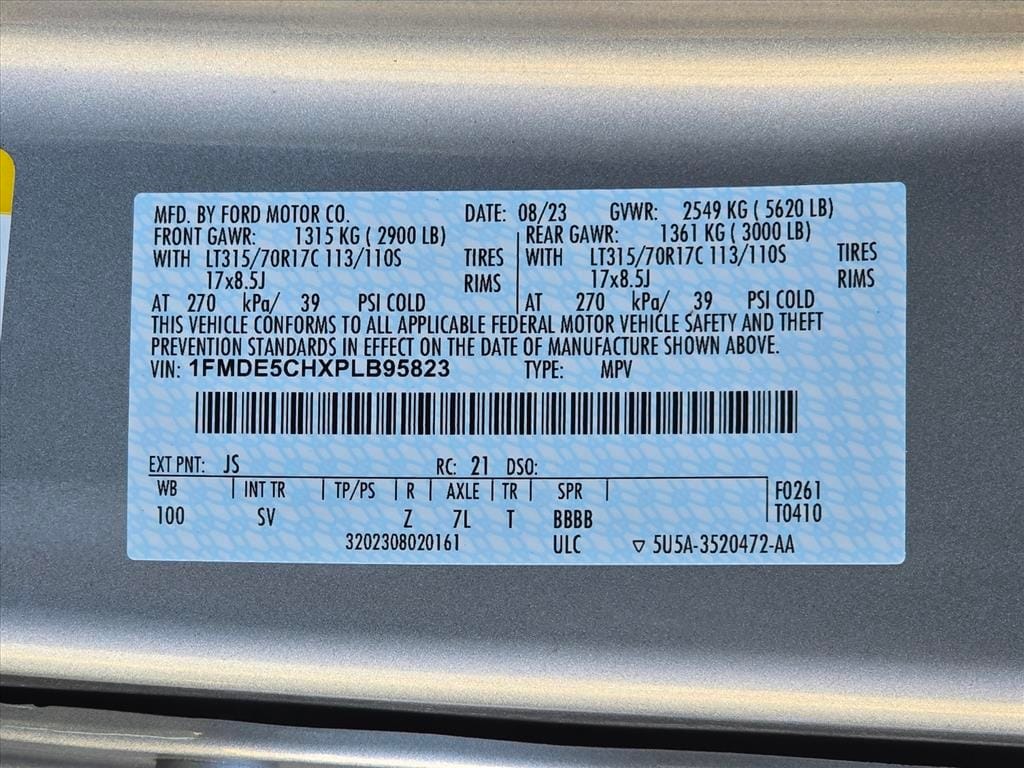 MFD. BY FORD MOTOR CO. DATE: 08/23 GVWR: 2549 KG ( 5620 LB)
FRONT GAWR: 1315 KG ( 2900 LB) REAR GAWR: 1361 KG ( 3000 LB)
WITH LT315/70R17C 113/110S TIRES WITH LT315/70R17C 113/110S TIRES
17x8.5J RIMS 17x8.5J RIMS
AT 270 kPa/ 39 PSI COLD AT 270 kPa/ 39 PSI COLD
THIS VEHICLE CONFORMS TO ALL APPLICABLE FEDERAL MOTOR VEHICLE SAFETY AND THEFT
PREVENTION STANDARDS IN EFFECT ON THE DATE OF MANUFACTURE SHOWN ABOVE.
VIN: 1FMDE5CHXPLB95823 TYPE: MPV
EXT PNT: JS RC: 21 DSO:
WB INT TR TP/PS R AXLE TR SPR F0261
100 SV Z 7L T BBBB T0410
3202308020161 ULC ▽ 5U5A-3520472-AA